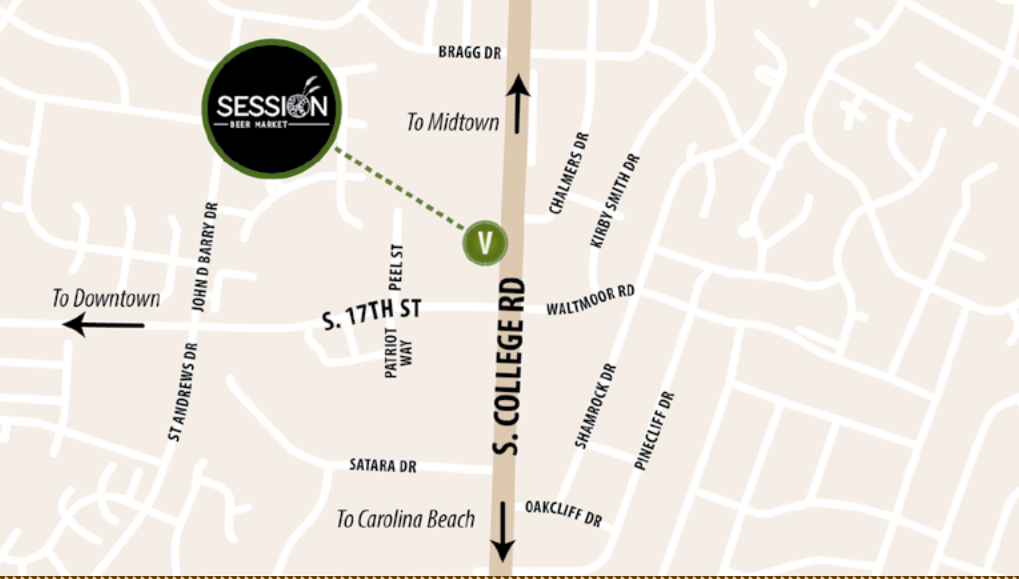 BRAGG DR
SESSION
BEER MARKET
To Midtown
CHALMERS DR
KIRBY SMITH DR
JOHN D BARRY DR
V
PEEL ST
To Downtown
S. 17TH ST
WALTMOOR RD
PATRIOT
WAY
S. COLLEGE RD
ST ANDREWS DR
SHAMROCK DR
PINECLIFF DR
SATARA DR
To Carolina Beach
OAKCLIFF DR